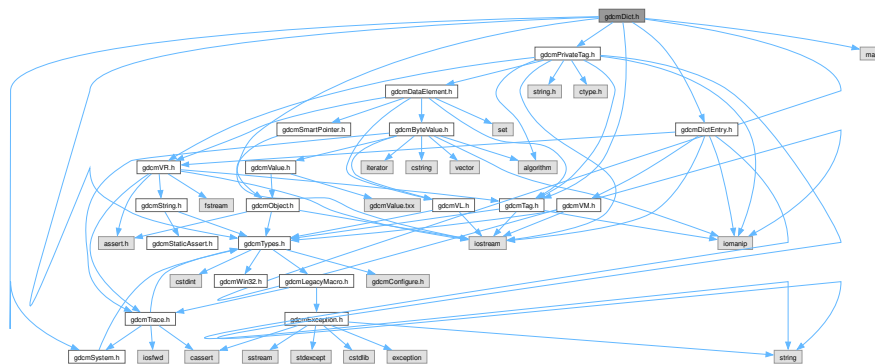 gdcmDict.h
gdcmPrivateTag.h
gdcmDataElement.h
string.h
ctype.h
gdcmSmartPointer.h
gdcmByteValue.h
set
gdcmDictEntry.h
gdcmVR.h
gdcmValue.h
iterator
cstring
vector
algorithm
gdcmString.h
fstream
gdcmObject.h
gdcmValue.txx
gdcmVL.h
gdcmTag.h
gdcmVM.h
assert.h
gdcmStaticAssert.h
gdcmTypes.h
iostream
iomanip
cstdint
gdcmWin32.h
gdcmLegacyMacro.h
gdcmConfigure.h
gdcmTrace.h
gdcmException.h
gdcmSystem.h
iosfwd
cassert
sstream
stdexcept
cstdlib
exception
string